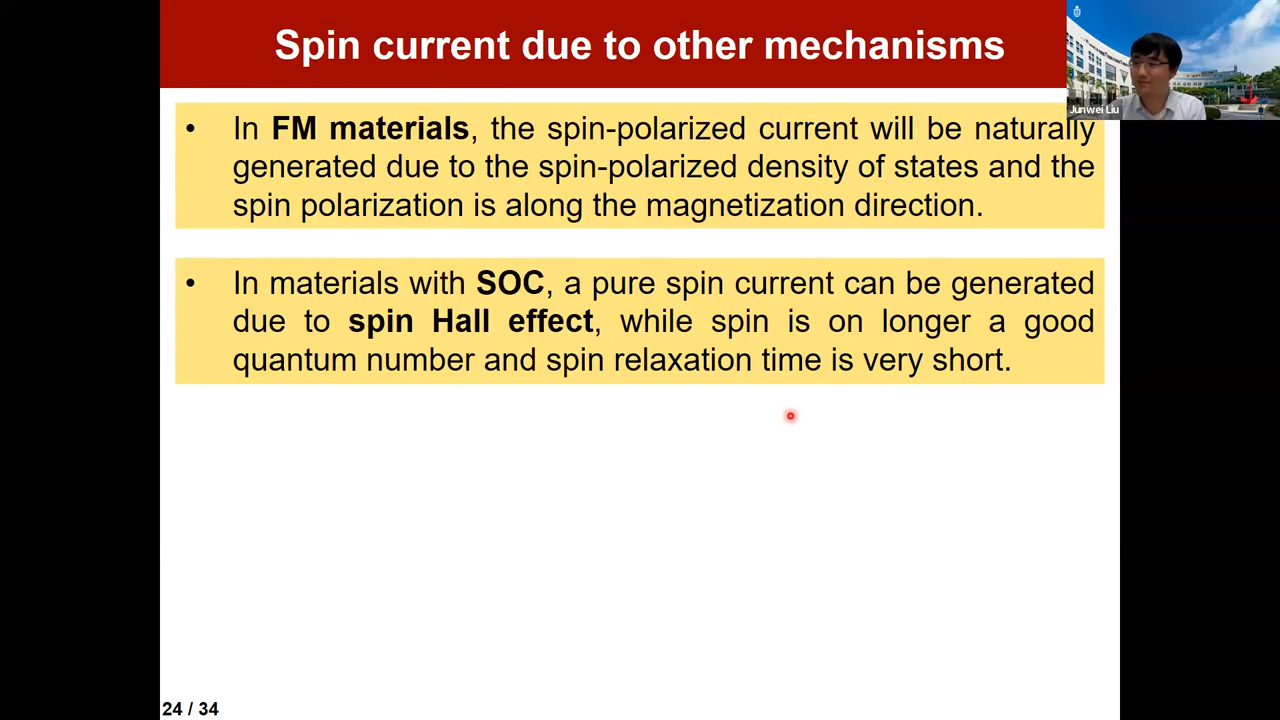 Spin current due to other mechanisms
Junwei Liu
• In FM materials, the spin-polarized current will be naturally
generated due to the spin-polarized density of states and the
spin polarization is along the magnetization direction.
• In materials with SOC, a pure spin current can be generated
due to spin Hall effect, while spin is on longer a good
quantum number and spin relaxation time is very short.
24 / 34